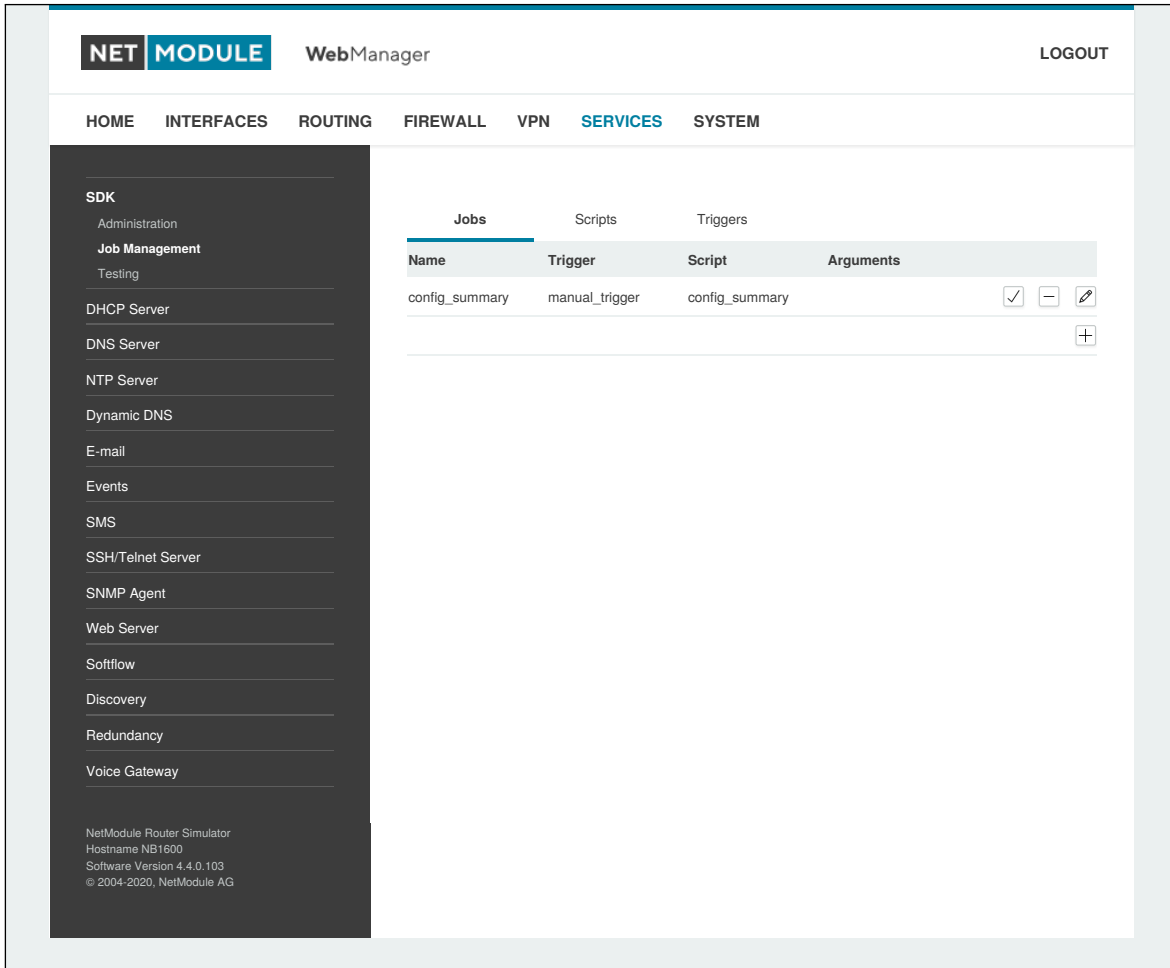 NET MODULE WebManager LOGOUT
HOME INTERFACES ROUTING FIREWALL VPN SERVICES SYSTEM
SDK
Administration
Job Management
Testing
DHCP Server
DNS Server
NTP Server
Dynamic DNS
E-mail
Events
SMS
SSH/Telnet Server
SNMP Agent
Web Server
Softflow
Discovery
Redundancy
Voice Gateway
NetModule Router Simulator
Hostname NB1600
Software Version 4.4.0.103
© 2004-2020, NetModule AG
Jobs Scripts Triggers
Name Trigger Script Arguments
config_summary manual_trigger config_summary